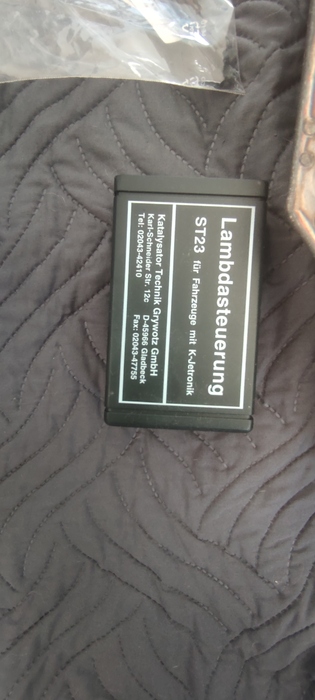 Lambdasteuerung
ST23 für Fahrzeuge mit K-Jetronik
Katalysator Technik Grywotz GmbH
Karl-Schneider Str. 12c D-45966 Gladbeck
Tel: 02043-42410 Fax: 02043-47755